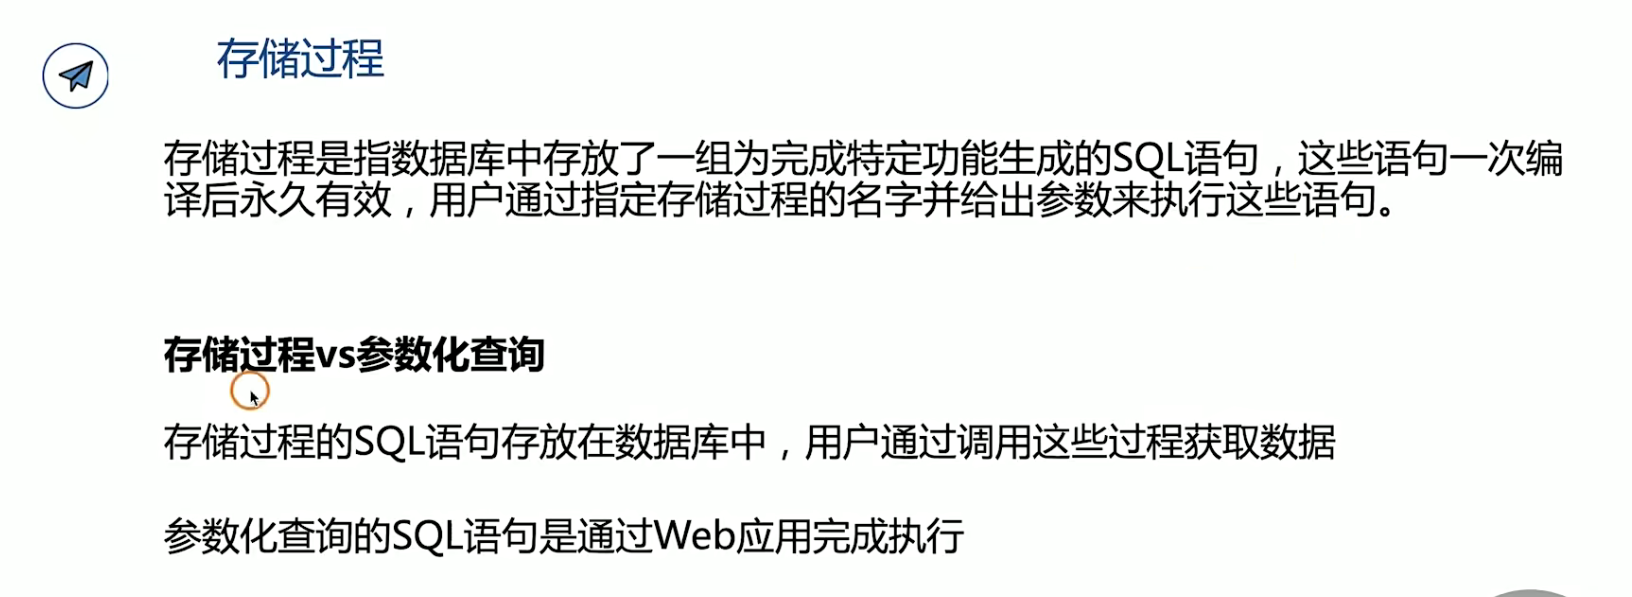 存储过程
存储过程是指数据库中存放了一组为完成特定功能生成的SQL语句，这些语句一次编
译后永久有效，用户通过指定存储过程的名字并给出参数来执行这些语句。
存储过程vs参数化查询
存储过程的SQL语句存放在数据库中，用户通过调用这些过程获取数据
参数化查询的SQL语句是通过Web应用完成执行